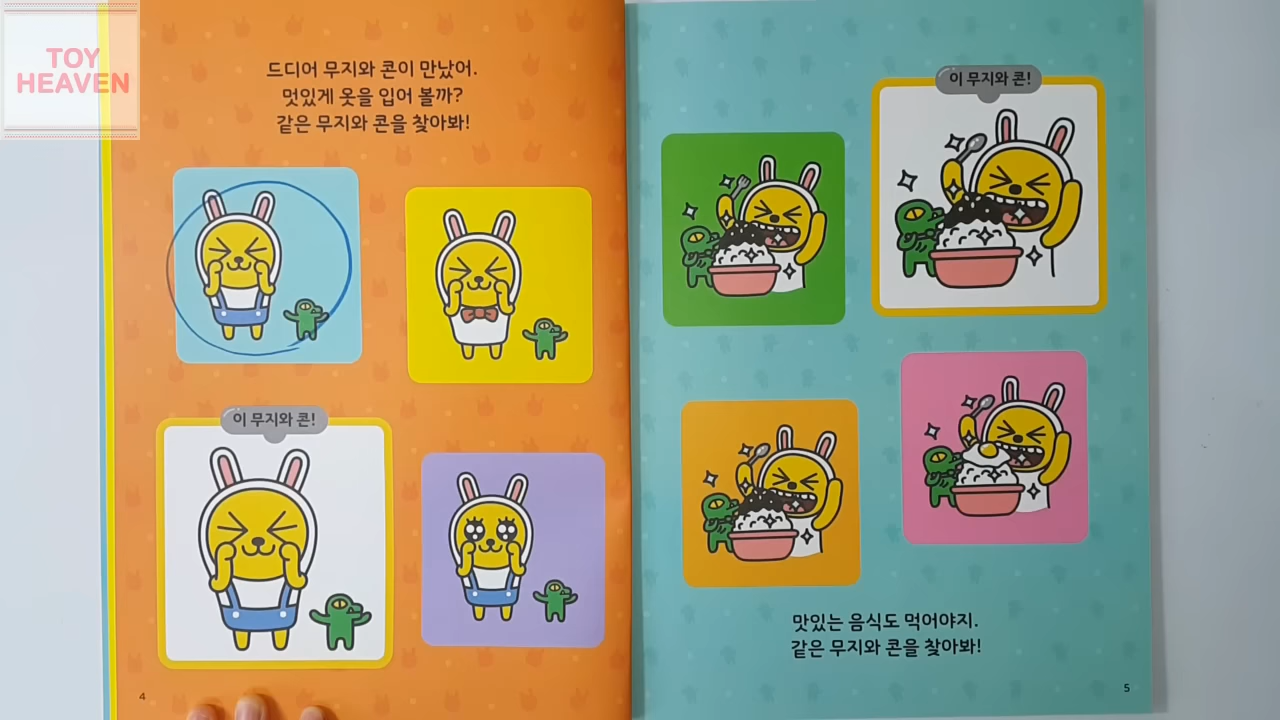 TOY
HEAVEN
드디어 무지와 콘이 만났어.
멋있게 옷을 입어 볼까?
같은 무지와 콘을 찾아봐!
이 무지와 콘!
4
이 무지와 콘!
맛있는 음식도 먹어야지.
같은 무지와 콘을 찾아봐!
5